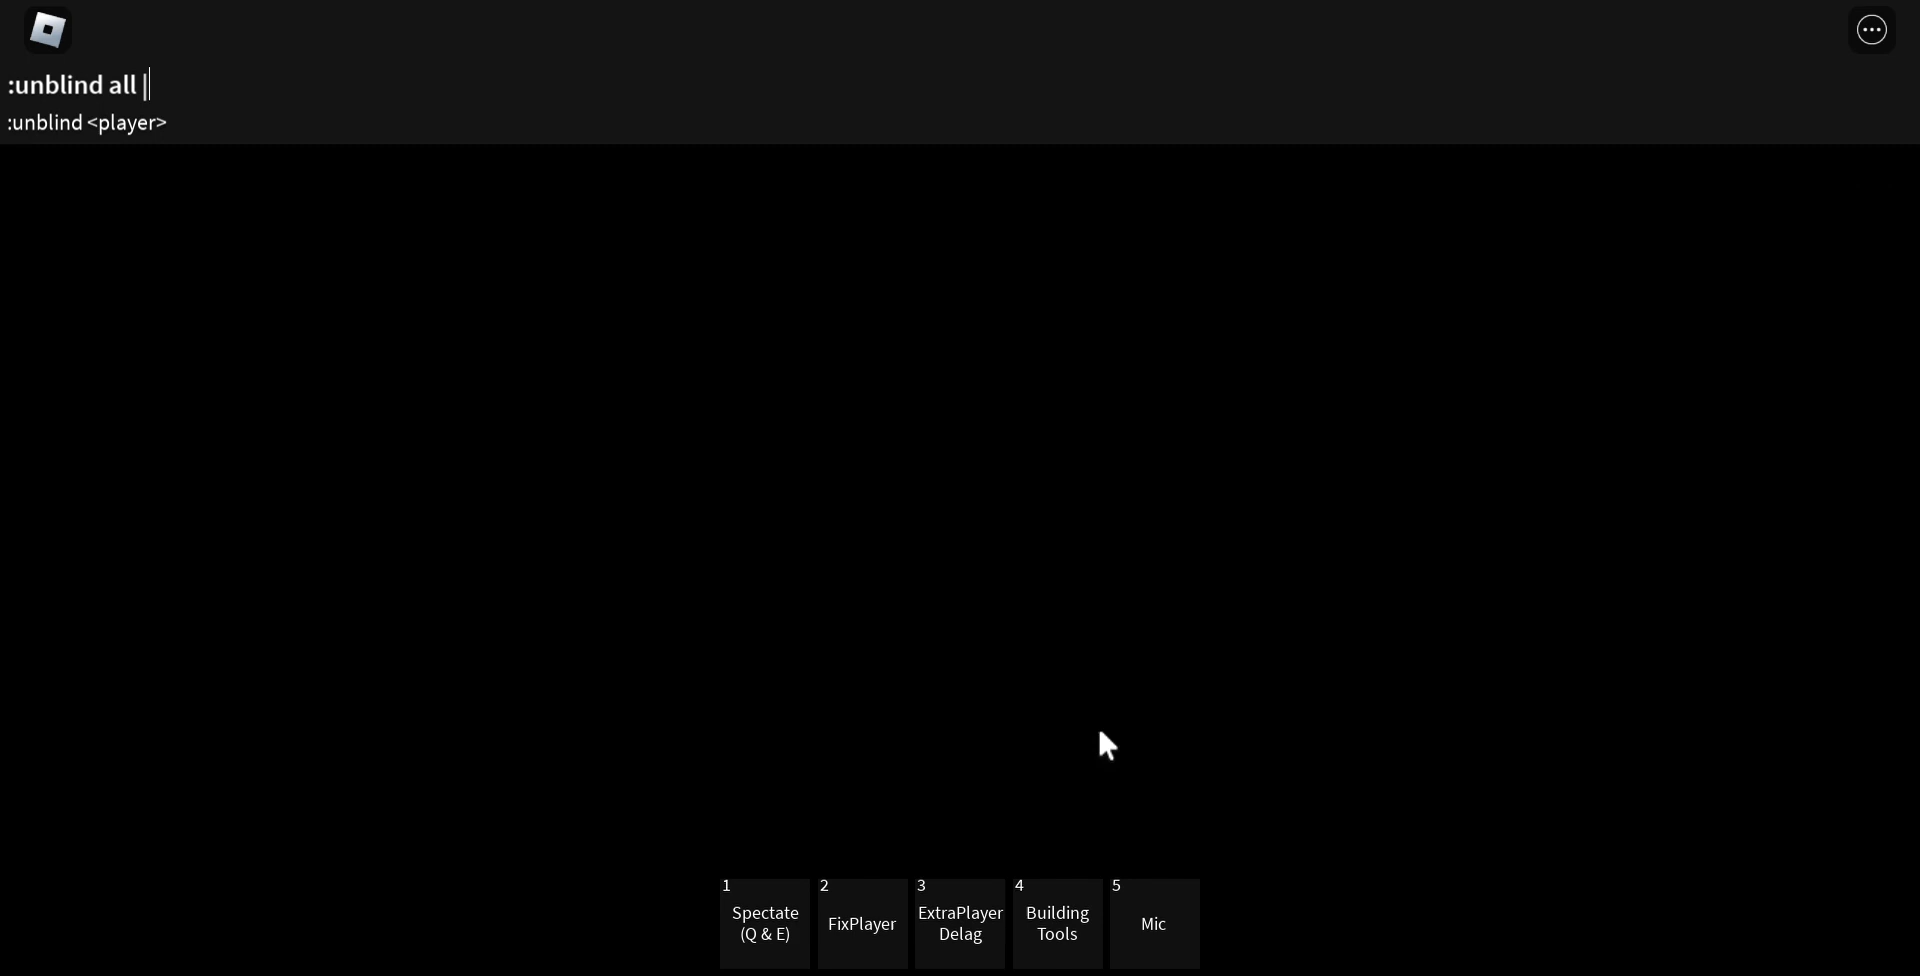 :unblind all |
:unblind <player>
1
Spectate
(Q & E)
2
FixPlayer
3
ExtraPlayer
Delag
4
Building
Tools
5
Mic